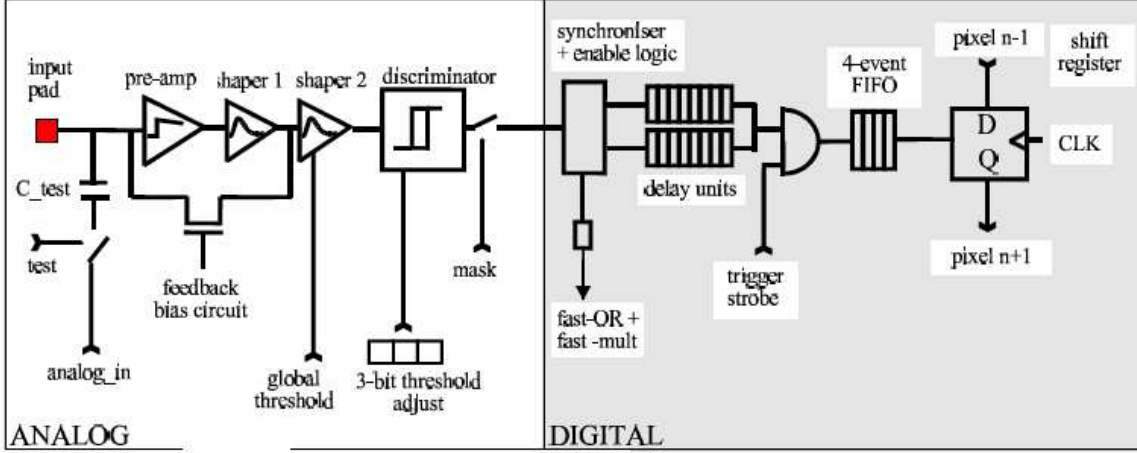 input
pad
pre-amp
shaper 1
shaper 2
discriminator
C_test
test
analog_in
feedback
bias circuit
global
threshold
3-bit threshold
adjust
mask
ANALOG
synchroniser
+ enable logic
delay units
fast-OR +
fast -mult
trigger
strobe
4-event
FIFO
pixel n-1
shift
register
D
Q
CLK
pixel n+1
DIGITAL